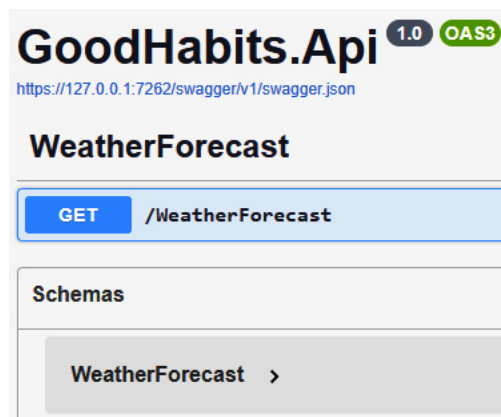 GoodHabits.Api 1.0 OAS3
https://127.0.0.1:7262/swagger/v1/swagger.json
WeatherForecast
GET /WeatherForecast
Schemas
WeatherForecast >